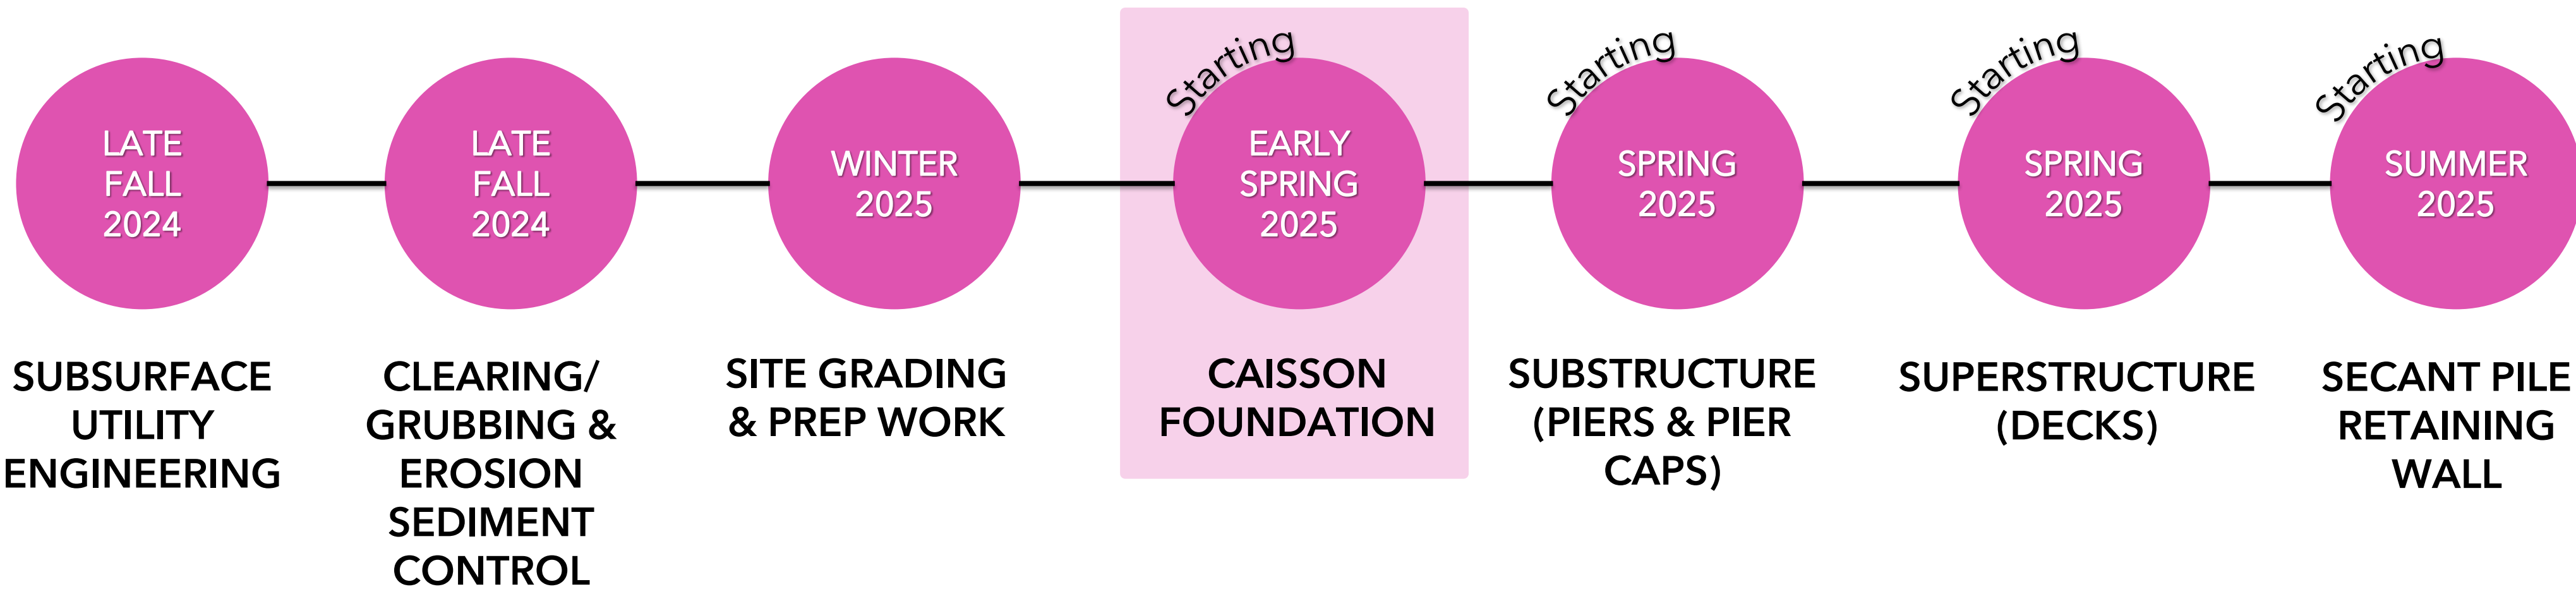 LATE
FALL
2024
SUBSURFACE
UTILITY
ENGINEERING
LATE
FALL
2024
CLEARING/
GRUBBING &
EROSION
SEDIMENT
CONTROL
WINTER
2025
SITE GRADING
& PREP WORK
Starting
EARLY
SPRING
2025
CAISSON
FOUNDATION
Starting
SPRING
2025
SUBSTRUCTURE
(PIERS & PIER
CAPS)
Starting
SPRING
2025
SUPERSTRUCTURE
(DECKS)
Starting
SUMMER
2025
SECANT PILE
RETAINING
WALL